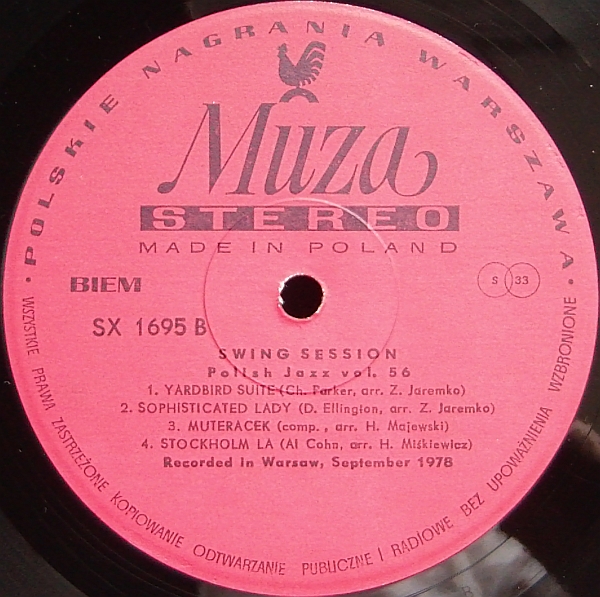 • POLSKIE NAGRANIA WARSZAWA •
Muza
STEREO
MADE IN POLAND
BIEM
S 33
SX 1695 B
SWING SESSION
Polish Jazz vol. 56
1. YARDBIRD SUITE (Ch. Parker, arr. Z. Jaremko)
2. SOPHISTICATED LADY (D. Ellington, arr. Z. Jaremko)
3. MUTERACEK (comp. , arr. H. Majewski)
4. STOCKHOLM LA (Al Cohn, arr. H. Miśkiewicz)
Recorded in Warsaw, September 1978
WSZYSTKIE PRAWA ZASTRZEŻONE KOPIOWANIE ODTWARZANIE PUBLICZNE I RADIOWE BEZ UPOWAŻNIENIA WZBRONIONE